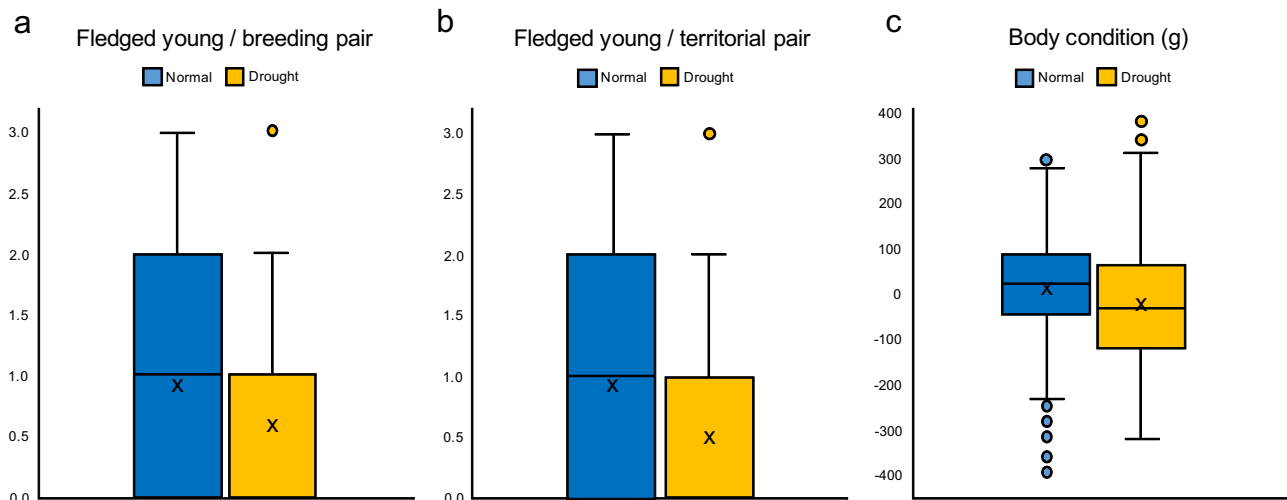 a
Fledged young / breeding pair
Normal Drought
3.0
2.5
2.0
1.5
1.0
0.5
0.0
b
Fledged young / territorial pair
Normal Drought
3.0
2.5
2.0
1.5
1.0
0.5
0.0
c
Body condition (g)
Normal Drought
400
300
200
100
0
-100
-200
-300
-400